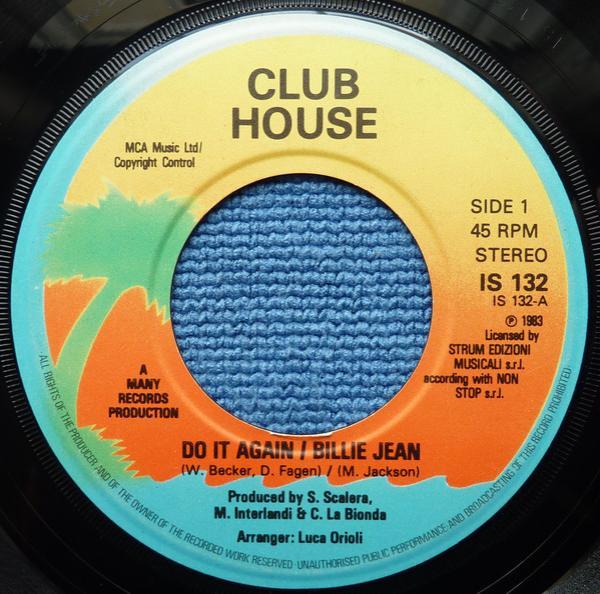 CLUB
HOUSE
MCA Music Ltd/
Copyright Control
SIDE 1
45 RPM
STEREO
IS 132
IS 132-A
℗ 1983
Licensed by
STRUM EDIZIONI
MUSICALI s.r.l.
according with NON
STOP s.r.l.
A
MANY
RECORDS
PRODUCTION
DO IT AGAIN / BILLIE JEAN
(W. Becker, D. Fagen) / (M. Jackson)
Produced by S. Scalera,
M. Interlandi & C. La Bionda
Arranger: Luca Orioli
ALL RIGHTS OF THE PRODUCER AND OF THE OWNER OF THE RECORDED WORK RESERVED · UNAUTHORISED PUBLIC PERFORMANCE AND BROADCASTING OF THIS RECORD PROHIBITED·